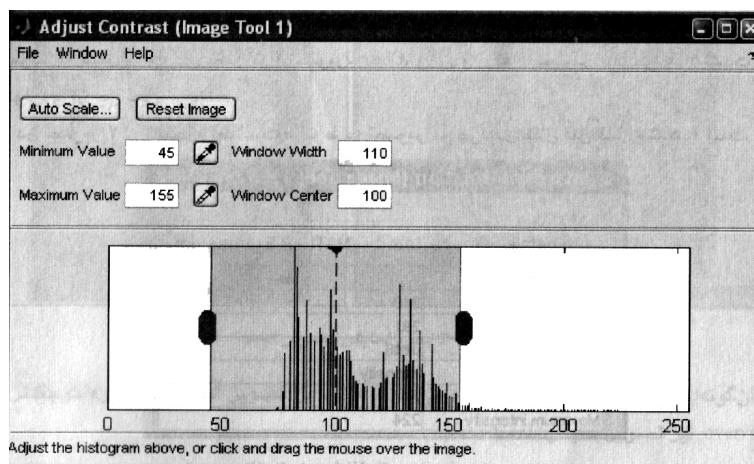 Adjust Contrast (Image Tool 1)
File Window Help
Auto Scale... Reset Image
Minimum Value 45 Window Width 110
Maximum Value 155 Window Center 100
0 50 100 150 200 250
Adjust the histogram above, or click and drag the mouse over the image.